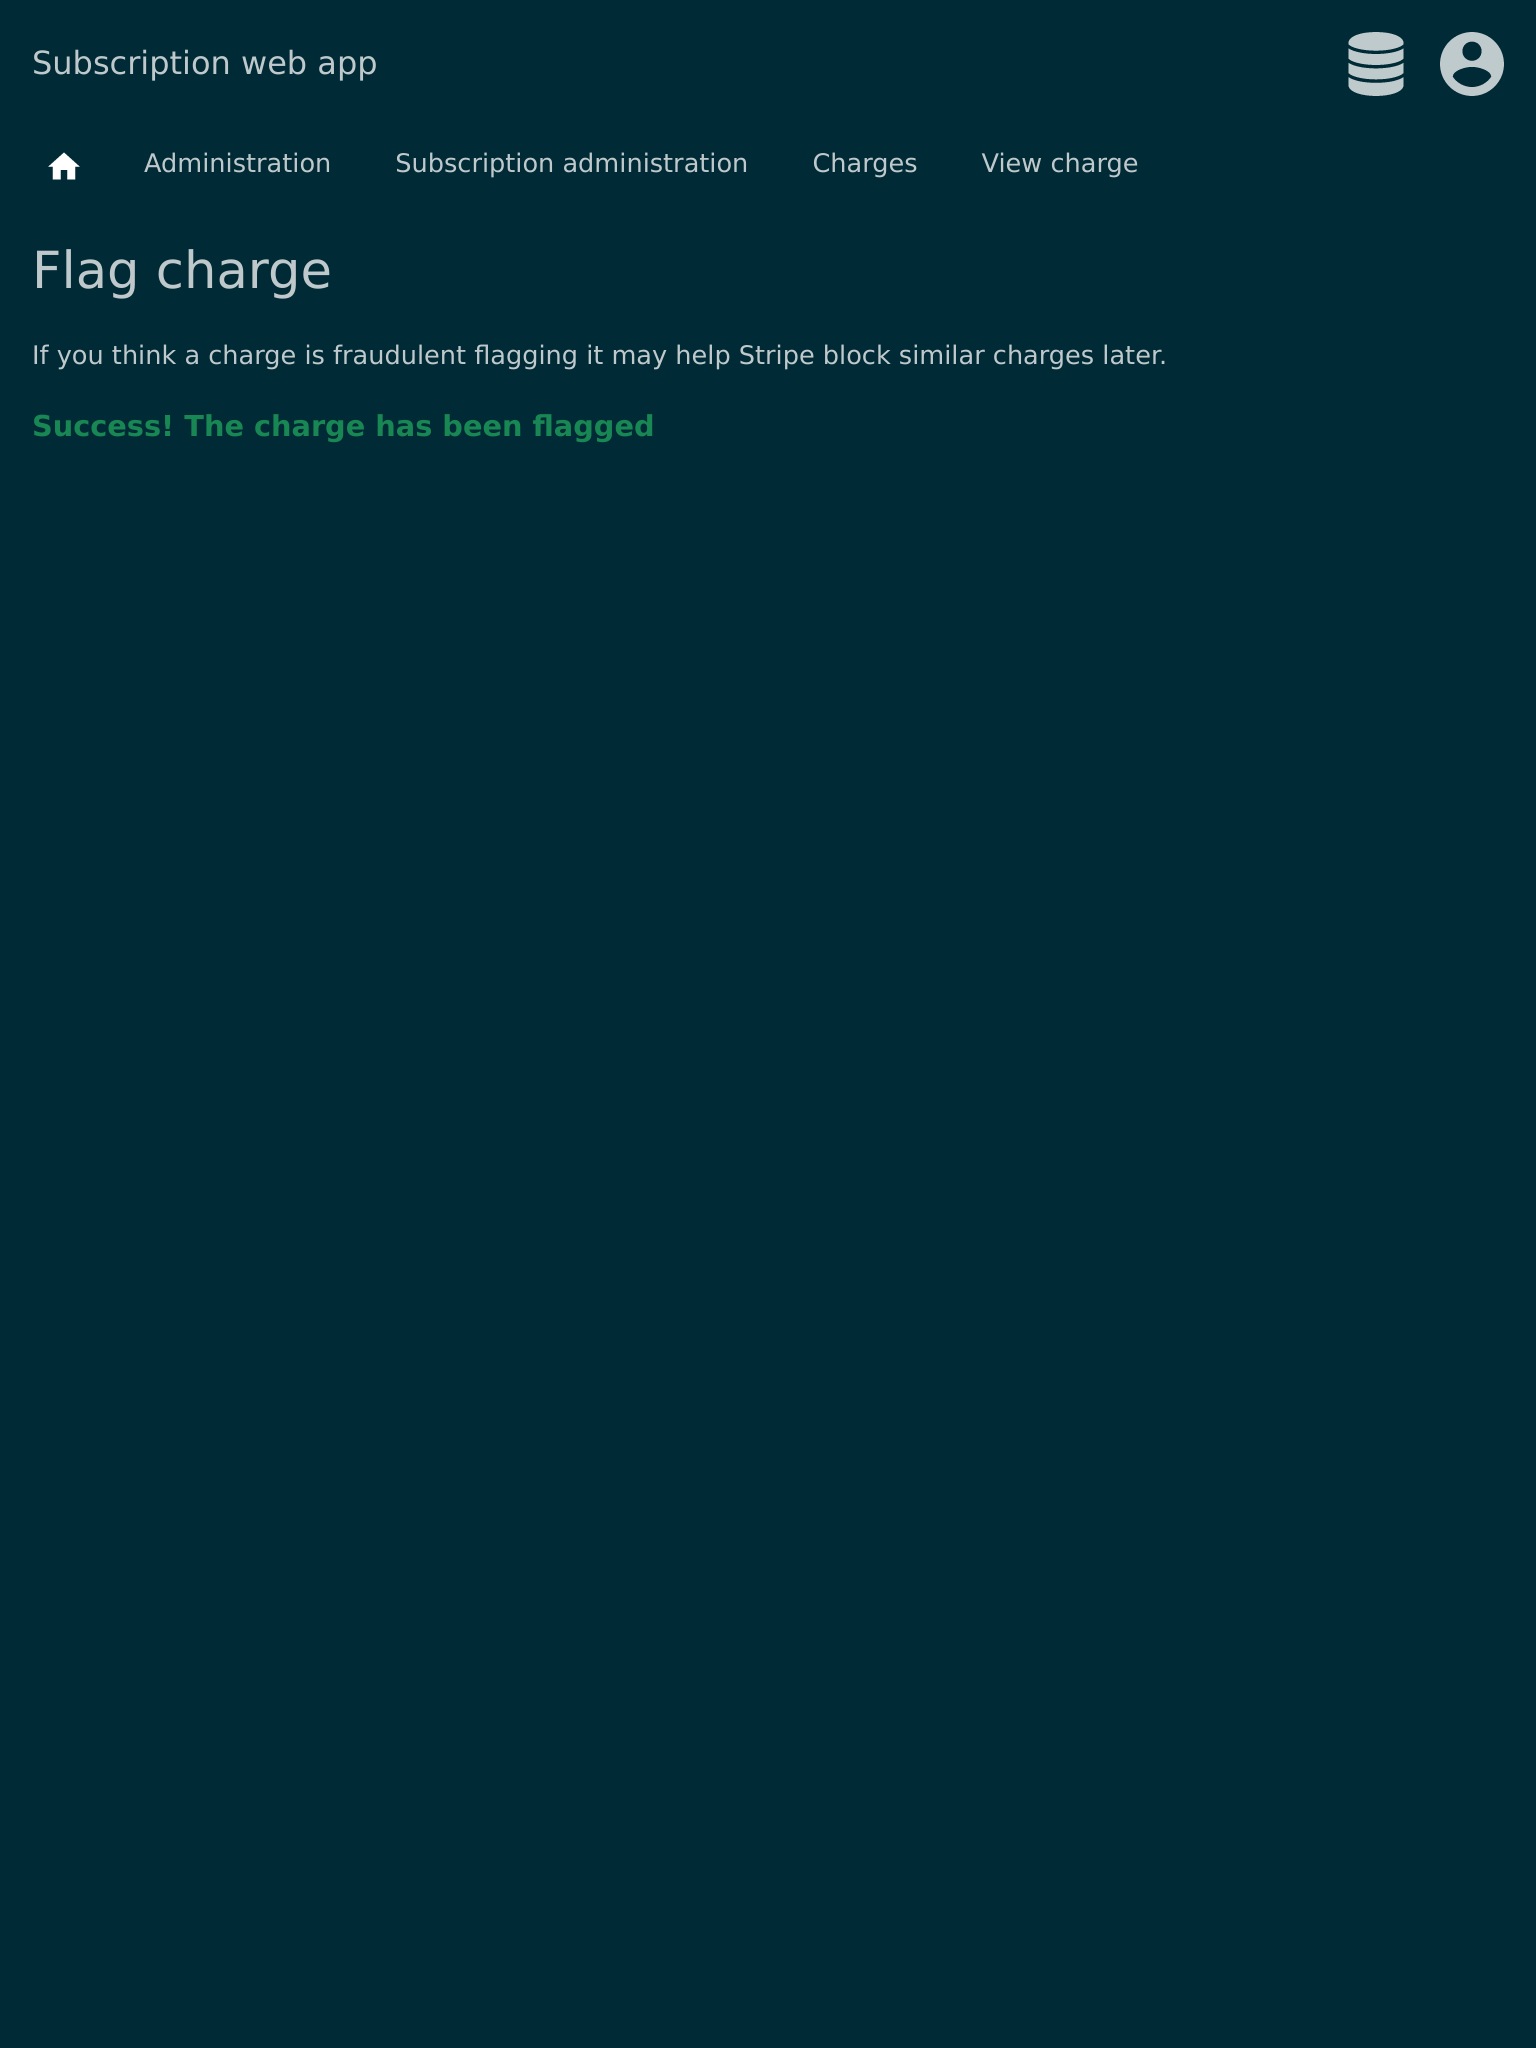 Subscription web app
Administration Subscription administration Charges View charge
Flag charge
If you think a charge is fraudulent flagging it may help Stripe block similar charges later.
Success! The charge has been flagged